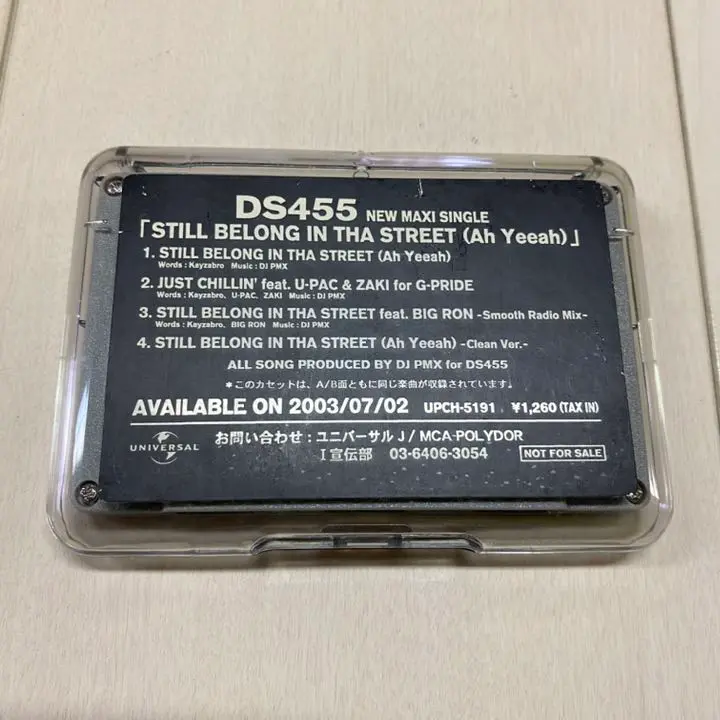 DS455 NEW MAXI SINGLE
「STILL BELONG IN THA STREET (Ah Yeeah)」
1. STILL BELONG IN THA STREET (Ah Yeeah)
Words : Kayzabro Music : DJ PMX
2. JUST CHILLIN' feat. U-PAC & ZAKI for G-PRIDE
Words : Kayzabro, U-PAC, ZAKI Music : DJ PMX
3. STILL BELONG IN THA STREET feat. BIG RON -Smooth Radio Mix-
Words : Kayzabro, BIG RON Music : DJ PMX
4. STILL BELONG IN THA STREET (Ah Yeeah) -Clean Ver.-
ALL SONG PRODUCED BY DJ PMX for DS455
*このカセットは、A/B面ともに同じ楽曲が収録されています。
AVAILABLE ON 2003/07/02 UPCH-5191 ¥1,260 (TAX IN)
UNIVERSAL お問い合わせ : ユニバーサル J / MCA-POLYDOR
I 宣伝部 03-6406-3054 NOT FOR SALE